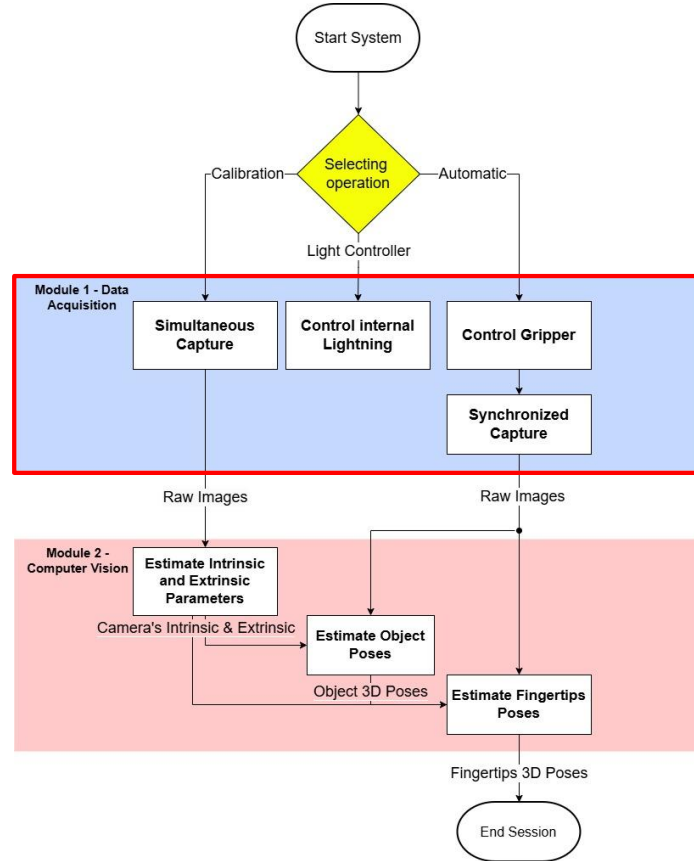 Start System
Selecting
operation
Calibration
Automatic
Light Controller
Module 1 - Data
Acquisition
Simultaneous
Capture
Control internal
Lightning
Control Gripper
Synchronized
Capture
Raw Images
Raw Images
Module 2 -
Computer Vision
Estimate Intrinsic
and Extrinsic
Parameters
Camera's Intrinsic & Extrinsic
Estimate Object
Poses
Object 3D Poses
Estimate Fingertips
Poses
Fingertips 3D Poses
End Session